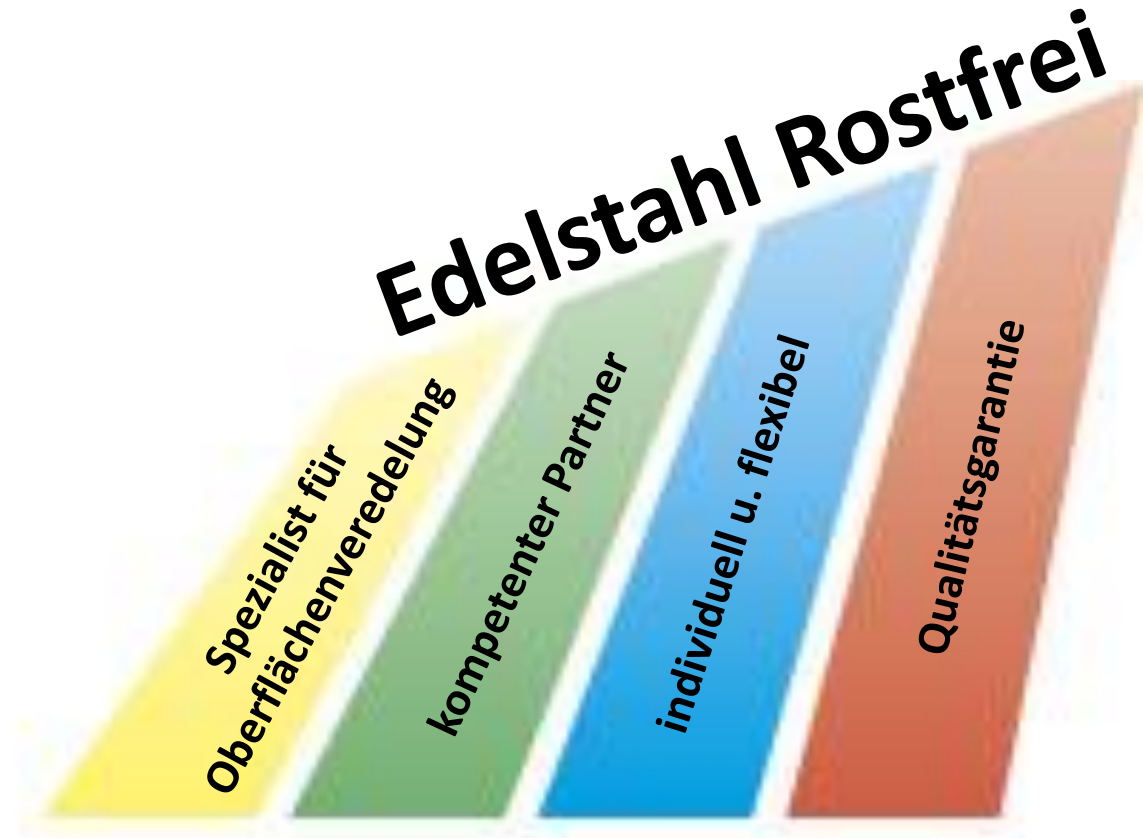 Edelstahl Rostfrei
Spezialist für
Oberflächenveredelung
kompetenter Partner
individuell u. flexibel
Qualitätsgarantie